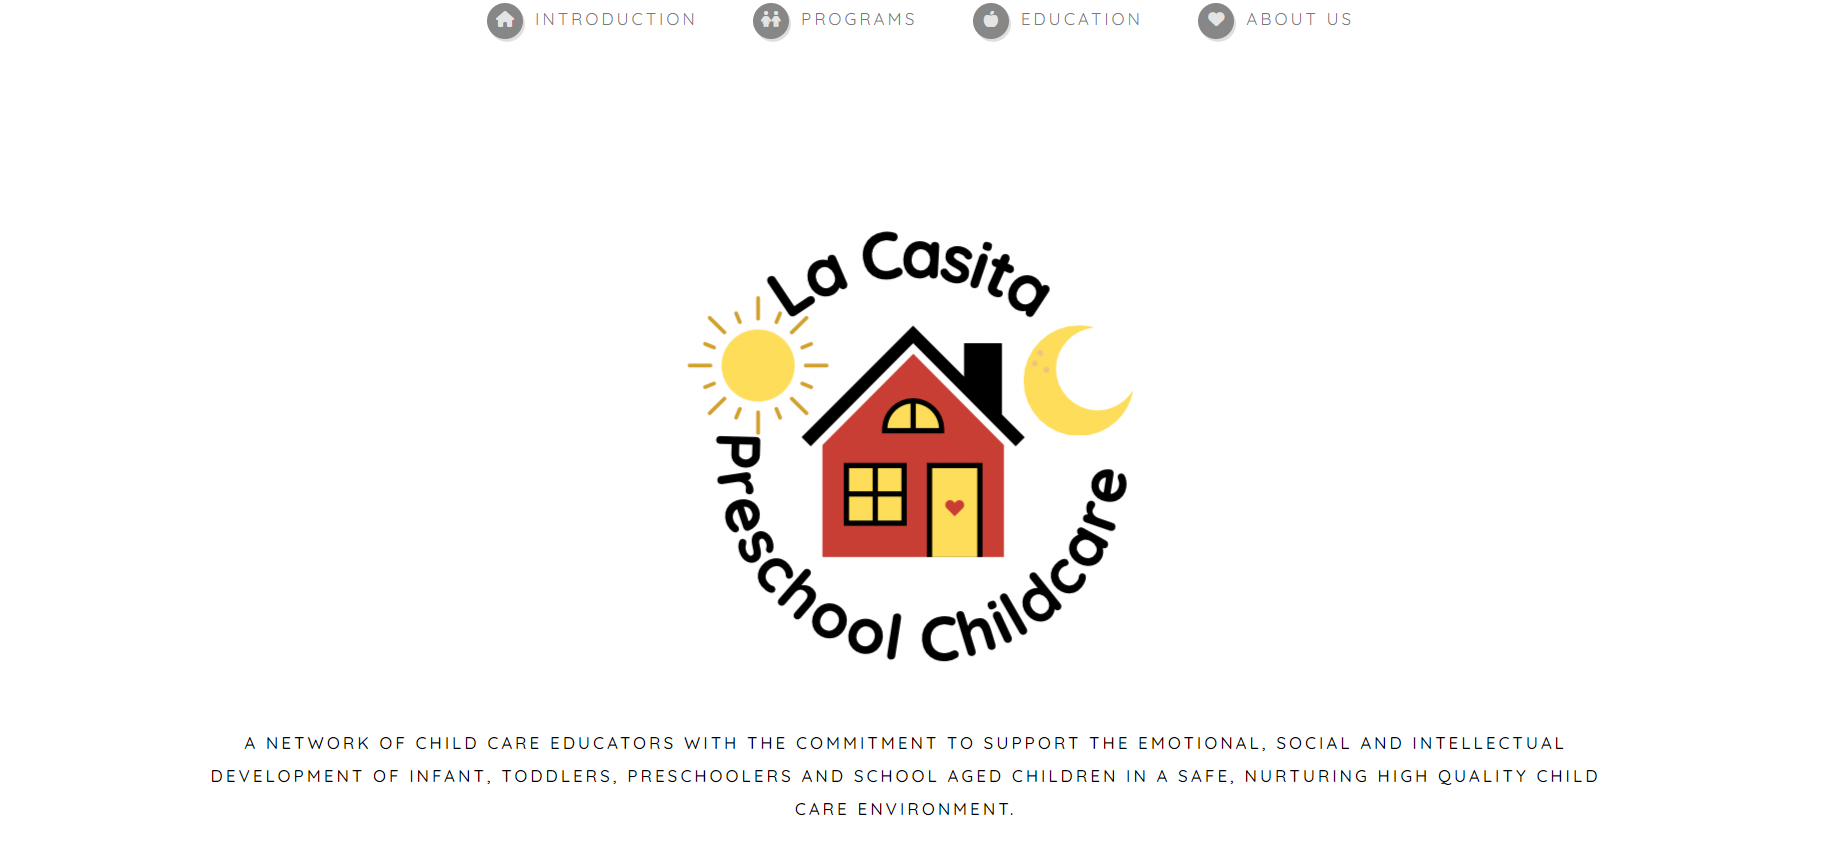 INTRODUCTION PROGRAMS EDUCATION ABOUT US
La Casita
Preschool Childcare
A NETWORK OF CHILD CARE EDUCATORS WITH THE COMMITMENT TO SUPPORT THE EMOTIONAL, SOCIAL AND INTELLECTUAL
DEVELOPMENT OF INFANT, TODDLERS, PRESCHOOLERS AND SCHOOL AGED CHILDREN IN A SAFE, NURTURING HIGH QUALITY CHILD
CARE ENVIRONMENT.